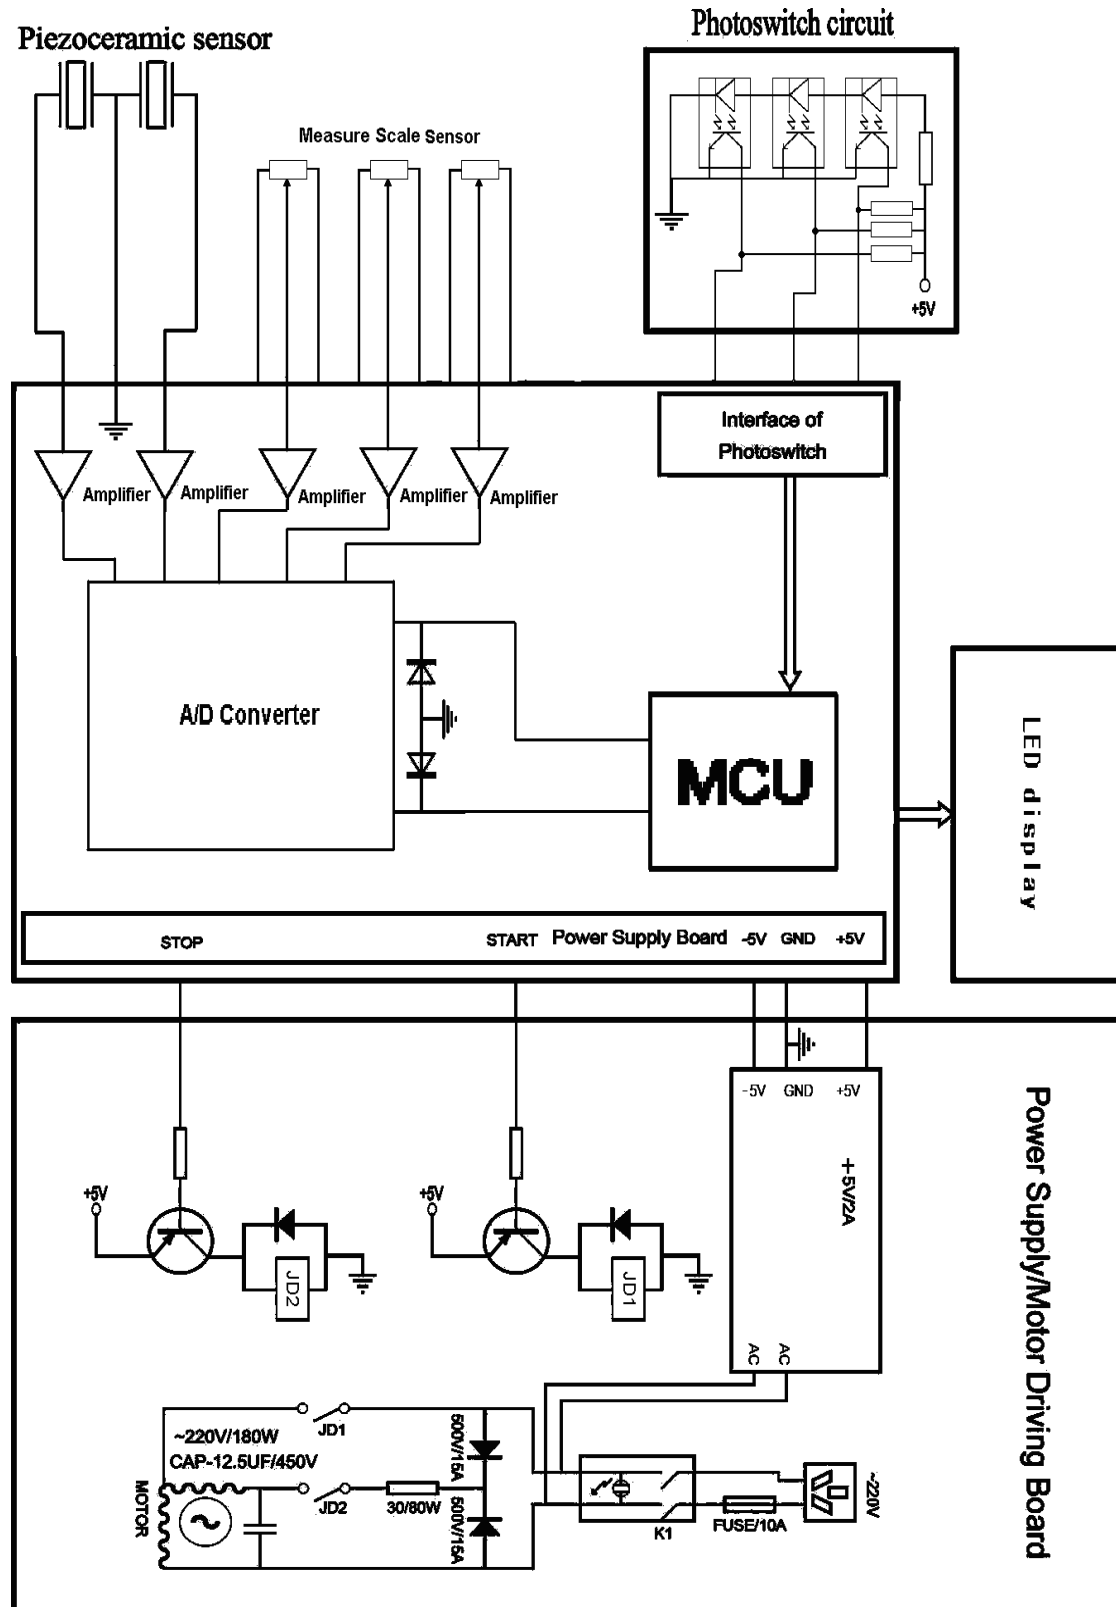 Photoswitch circuit
Piezoceramic sensor
Measure Scale Sensor
+5V
Interface of
Photoswitch
Amplifier
Amplifier
Amplifier
Amplifier
Amplifier
A/D Converter
MCU
LED display
STOP
START
Power Supply Board
-5V
GND
+5V
-5V
GND
+5V
+5V/2A
AC
AC
Power Supply/Motor Driving Board
+5V
JD2
+5V
JD1
~220V/180W
CAP-12.5UF/450V
JD1
500V/15A
MOTOR
JD2
30/80W
500V/15A
K1
FUSE/10A
~220V